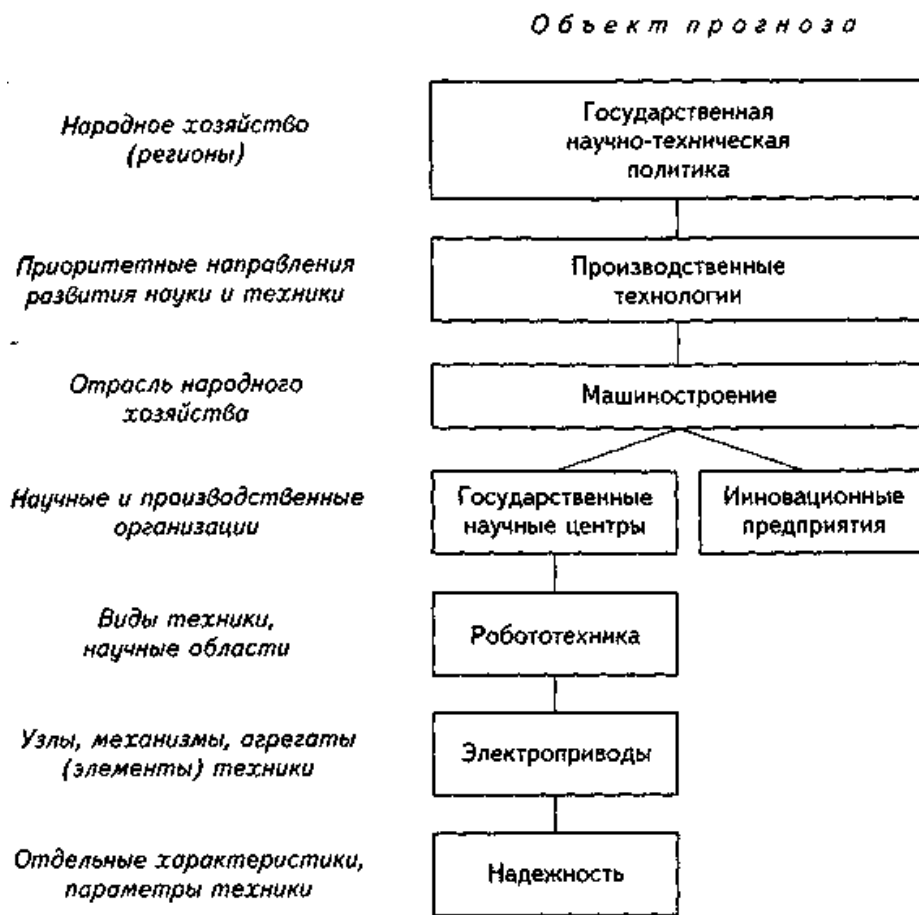 Объект прогноза
Народное хозяйство
(регионы)
Государственная
научно-техническая
политика
Приоритетные направления
развития науки и техники
Производственные
технологии
Отрасль народного
хозяйства
Машиностроение
Научные и производственные
организации
Государственные
научные центры
Инновационные
предприятия
Виды техники,
научные области
Робототехника
Узлы, механизмы, агрегаты
(элементы) техники
Электроприводы
Отдельные характеристики,
параметры техники
Надежность